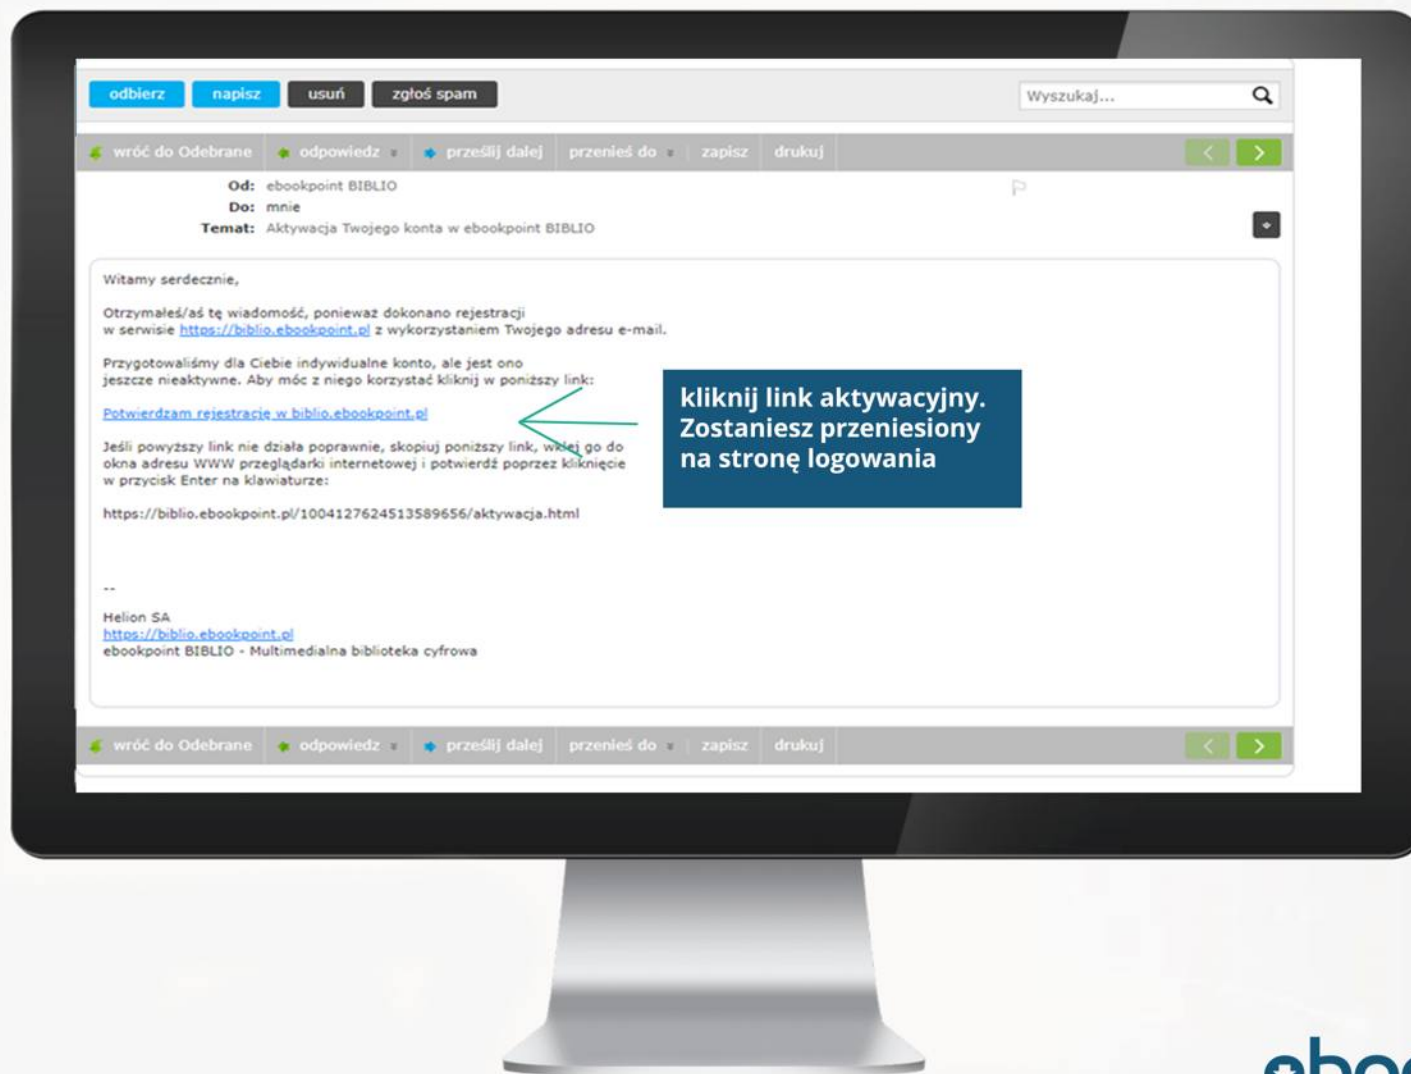 odbierz napisz usuń zgłoś spam Wyszukaj...
wróć do Odebrane odpowiedz prześlij dalej przenieś do zapisz drukuj
Od: ebookpoint BIBLIO
Do: mnie
Temat: Aktywacja Twojego konta w ebookpoint BIBLIO
Witamy serdecznie,
Otrzymałeś/aś tę wiadomość, ponieważ dokonano rejestracji
w serwisie https://biblio.ebookpoint.pl z wykorzystaniem Twojego adresu e-mail.
Przygotowaliśmy dla Ciebie indywidualne konto, ale jest ono
jeszcze nieaktywne. Aby móc z niego korzystać kliknij w poniższy link:
Potwierdzam rejestrację w biblio.ebookpoint.pl
kliknij link aktywacyjny.
Zostaniesz przeniesiony
na stronę logowania
Jeśli powyższy link nie działa poprawnie, skopiuj poniższy link, wklej go do
okna adresu WWW przeglądarki internetowej i potwierdź poprzez kliknięcie
w przycisk Enter na klawiaturze:
https://biblio.ebookpoint.pl/1004127624513589656/aktywacja.html
--
Helion SA
https://biblio.ebookpoint.pl
ebookpoint BIBLIO - Multimedialna biblioteka cyfrowa
wróć do Odebrane odpowiedz prześlij dalej przenieś do zapisz drukuj